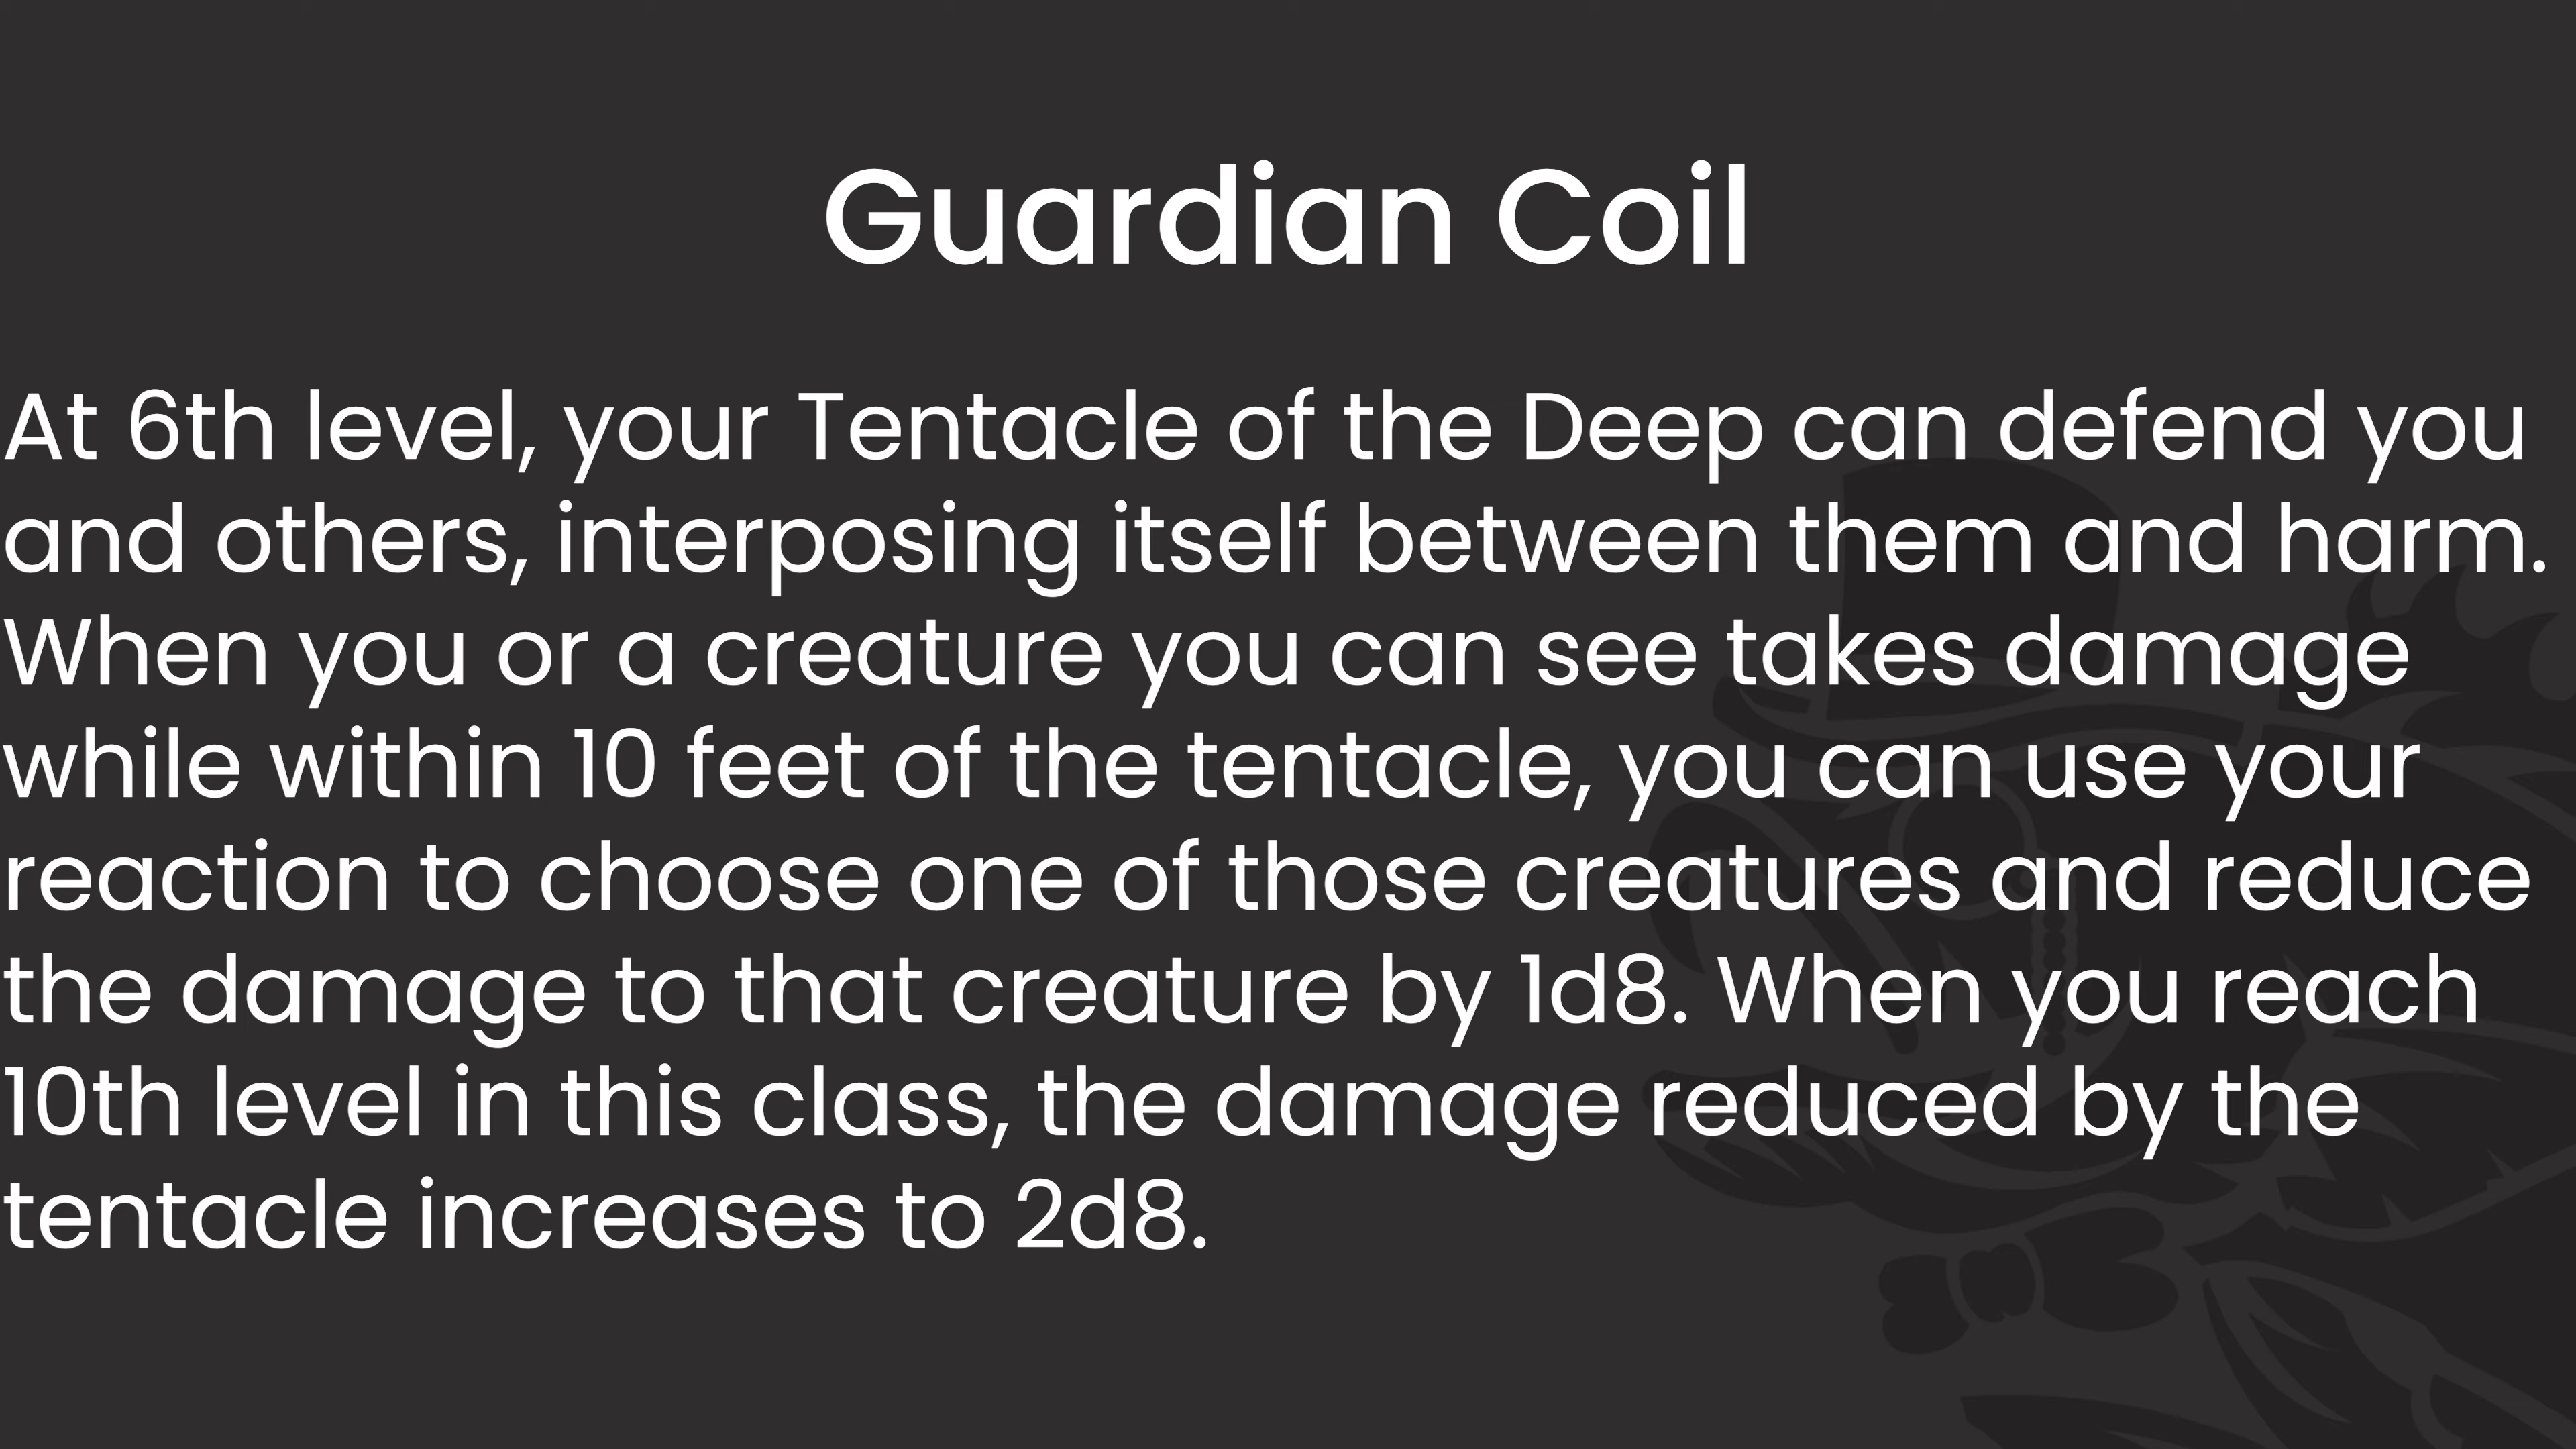 Guardian Coil
At 6th level, your Tentacle of the Deep can defend you
and others, interposing itself between them and harm.
When you or a creature you can see takes damage
while within 10 feet of the tentacle, you can use your
reaction to choose one of those creatures and reduce
the damage to that creature by 1d8. When you reach
10th level in this class, the damage reduced by the
tentacle increases to 2d8.